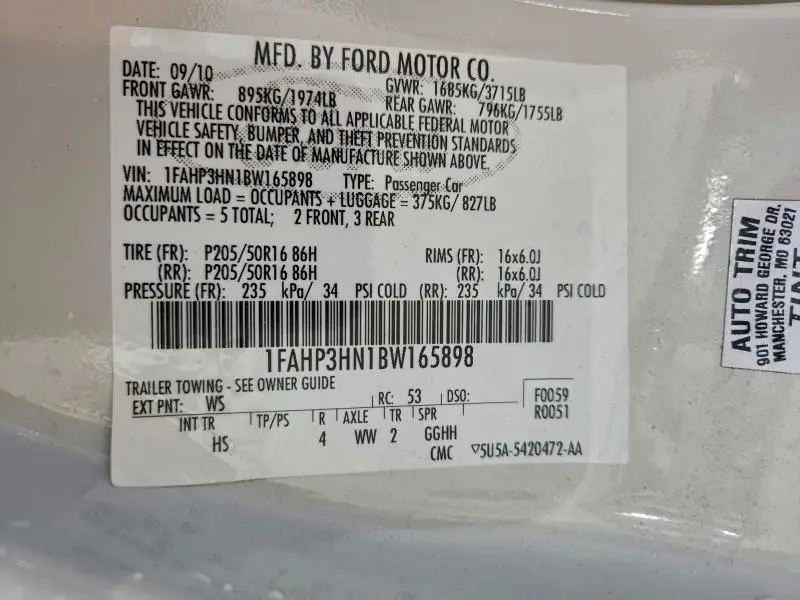 MFD. BY FORD MOTOR CO.
DATE: 09/10 GVWR: 1685KG/3715LB
FRONT GAWR: 895KG/1974LB REAR GAWR: 796KG/1755LB
THIS VEHICLE CONFORMS TO ALL APPLICABLE FEDERAL MOTOR
VEHICLE SAFETY, BUMPER, AND THEFT PREVENTION STANDARDS
IN EFFECT ON THE DATE OF MANUFACTURE SHOWN ABOVE.
VIN: 1FAHP3HN1BW165898 TYPE: Passenger Car
MAXIMUM LOAD = OCCUPANTS + LUGGAGE = 375KG/ 827LB
OCCUPANTS = 5 TOTAL; 2 FRONT, 3 REAR
TIRE (FR): P205/50R16 86H RIMS (FR): 16x6.0J
(RR): P205/50R16 86H (RR): 16x6.0J
PRESSURE (FR): 235 kPa/ 34 PSI COLD (RR): 235 kPa/ 34 PSI COLD
1FAHP3HN1BW165898
TRAILER TOWING - SEE OWNER GUIDE
EXT PNT: WS RC: 53 DSO: F0059
R0051
INT TR TP/PS R AXLE TR SPR
HS 4 WW 2 GGHH
CMC ▽5U5A-5420472-AA
AUTO TRIM
901 HOWARD GEORGE DR.
MANCHESTER, MO 63021
TINT